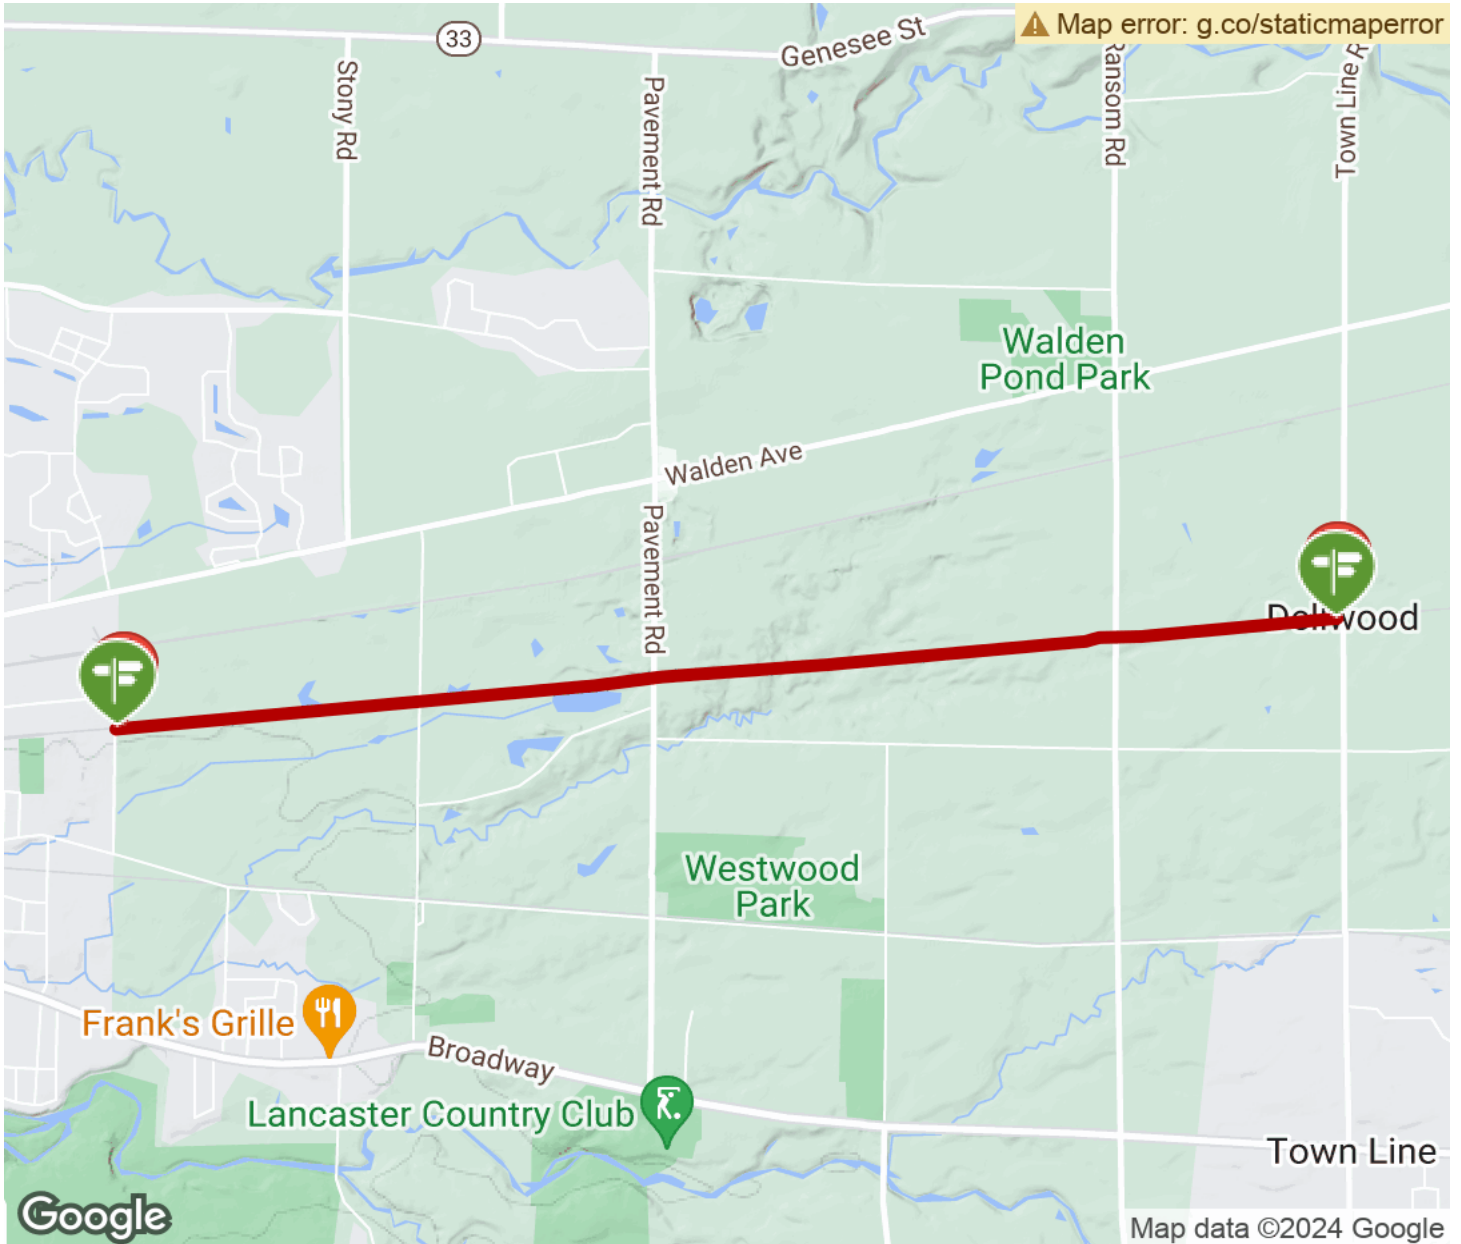 33
Genesee St
Map error: g.co/staticmaperror
Stony Rd
Pavement Rd
Ransom Rd
Town Line R
Walden
Pond Park
Walden Ave
Pavement Rd
Dellwood
Westwood
Park
Frank's Grille
Broadway
Lancaster Country Club
Town Line
Google
Map data ©2024 Google